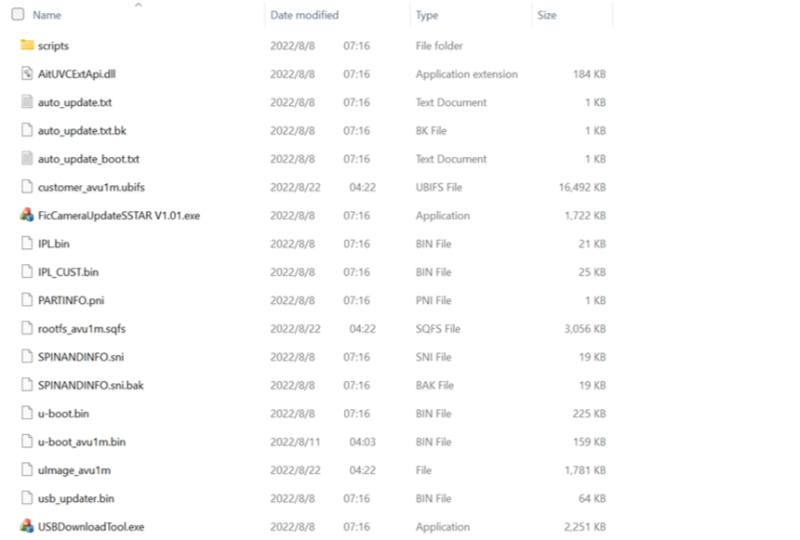 Name Date modified Type Size
scripts 2022/8/8 07:16 File folder
AitUVCExtApi.dll 2022/8/8 07:16 Application extension 184 KB
auto_update.txt 2022/8/8 07:16 Text Document 1 KB
auto_update.txt.bk 2022/8/8 07:16 BK File 1 KB
auto_update_boot.txt 2022/8/8 07:16 Text Document 1 KB
customer_avu1m.ubifs 2022/8/22 04:22 UBIFS File 16,492 KB
FicCameraUpdateSSTAR V1.01.exe 2022/8/8 07:16 Application 1,722 KB
IPL.bin 2022/8/8 07:16 BIN File 21 KB
IPL_CUST.bin 2022/8/8 07:16 BIN File 25 KB
PARTINFO.pni 2022/8/8 07:16 PNI File 1 KB
rootfs_avu1m.sqfs 2022/8/22 04:22 SQFS File 3,056 KB
SPINANDINFO.sni 2022/8/8 07:16 SNI File 19 KB
SPINANDINFO.sni.bak 2022/8/8 07:16 BAK File 19 KB
u-boot.bin 2022/8/8 07:16 BIN File 225 KB
u-boot_avu1m.bin 2022/8/11 04:03 BIN File 159 KB
uImage_avu1m 2022/8/22 04:22 File 1,781 KB
usb_updater.bin 2022/8/8 07:16 BIN File 64 KB
USBDownloadTool.exe 2022/8/8 07:16 Application 2,251 KB